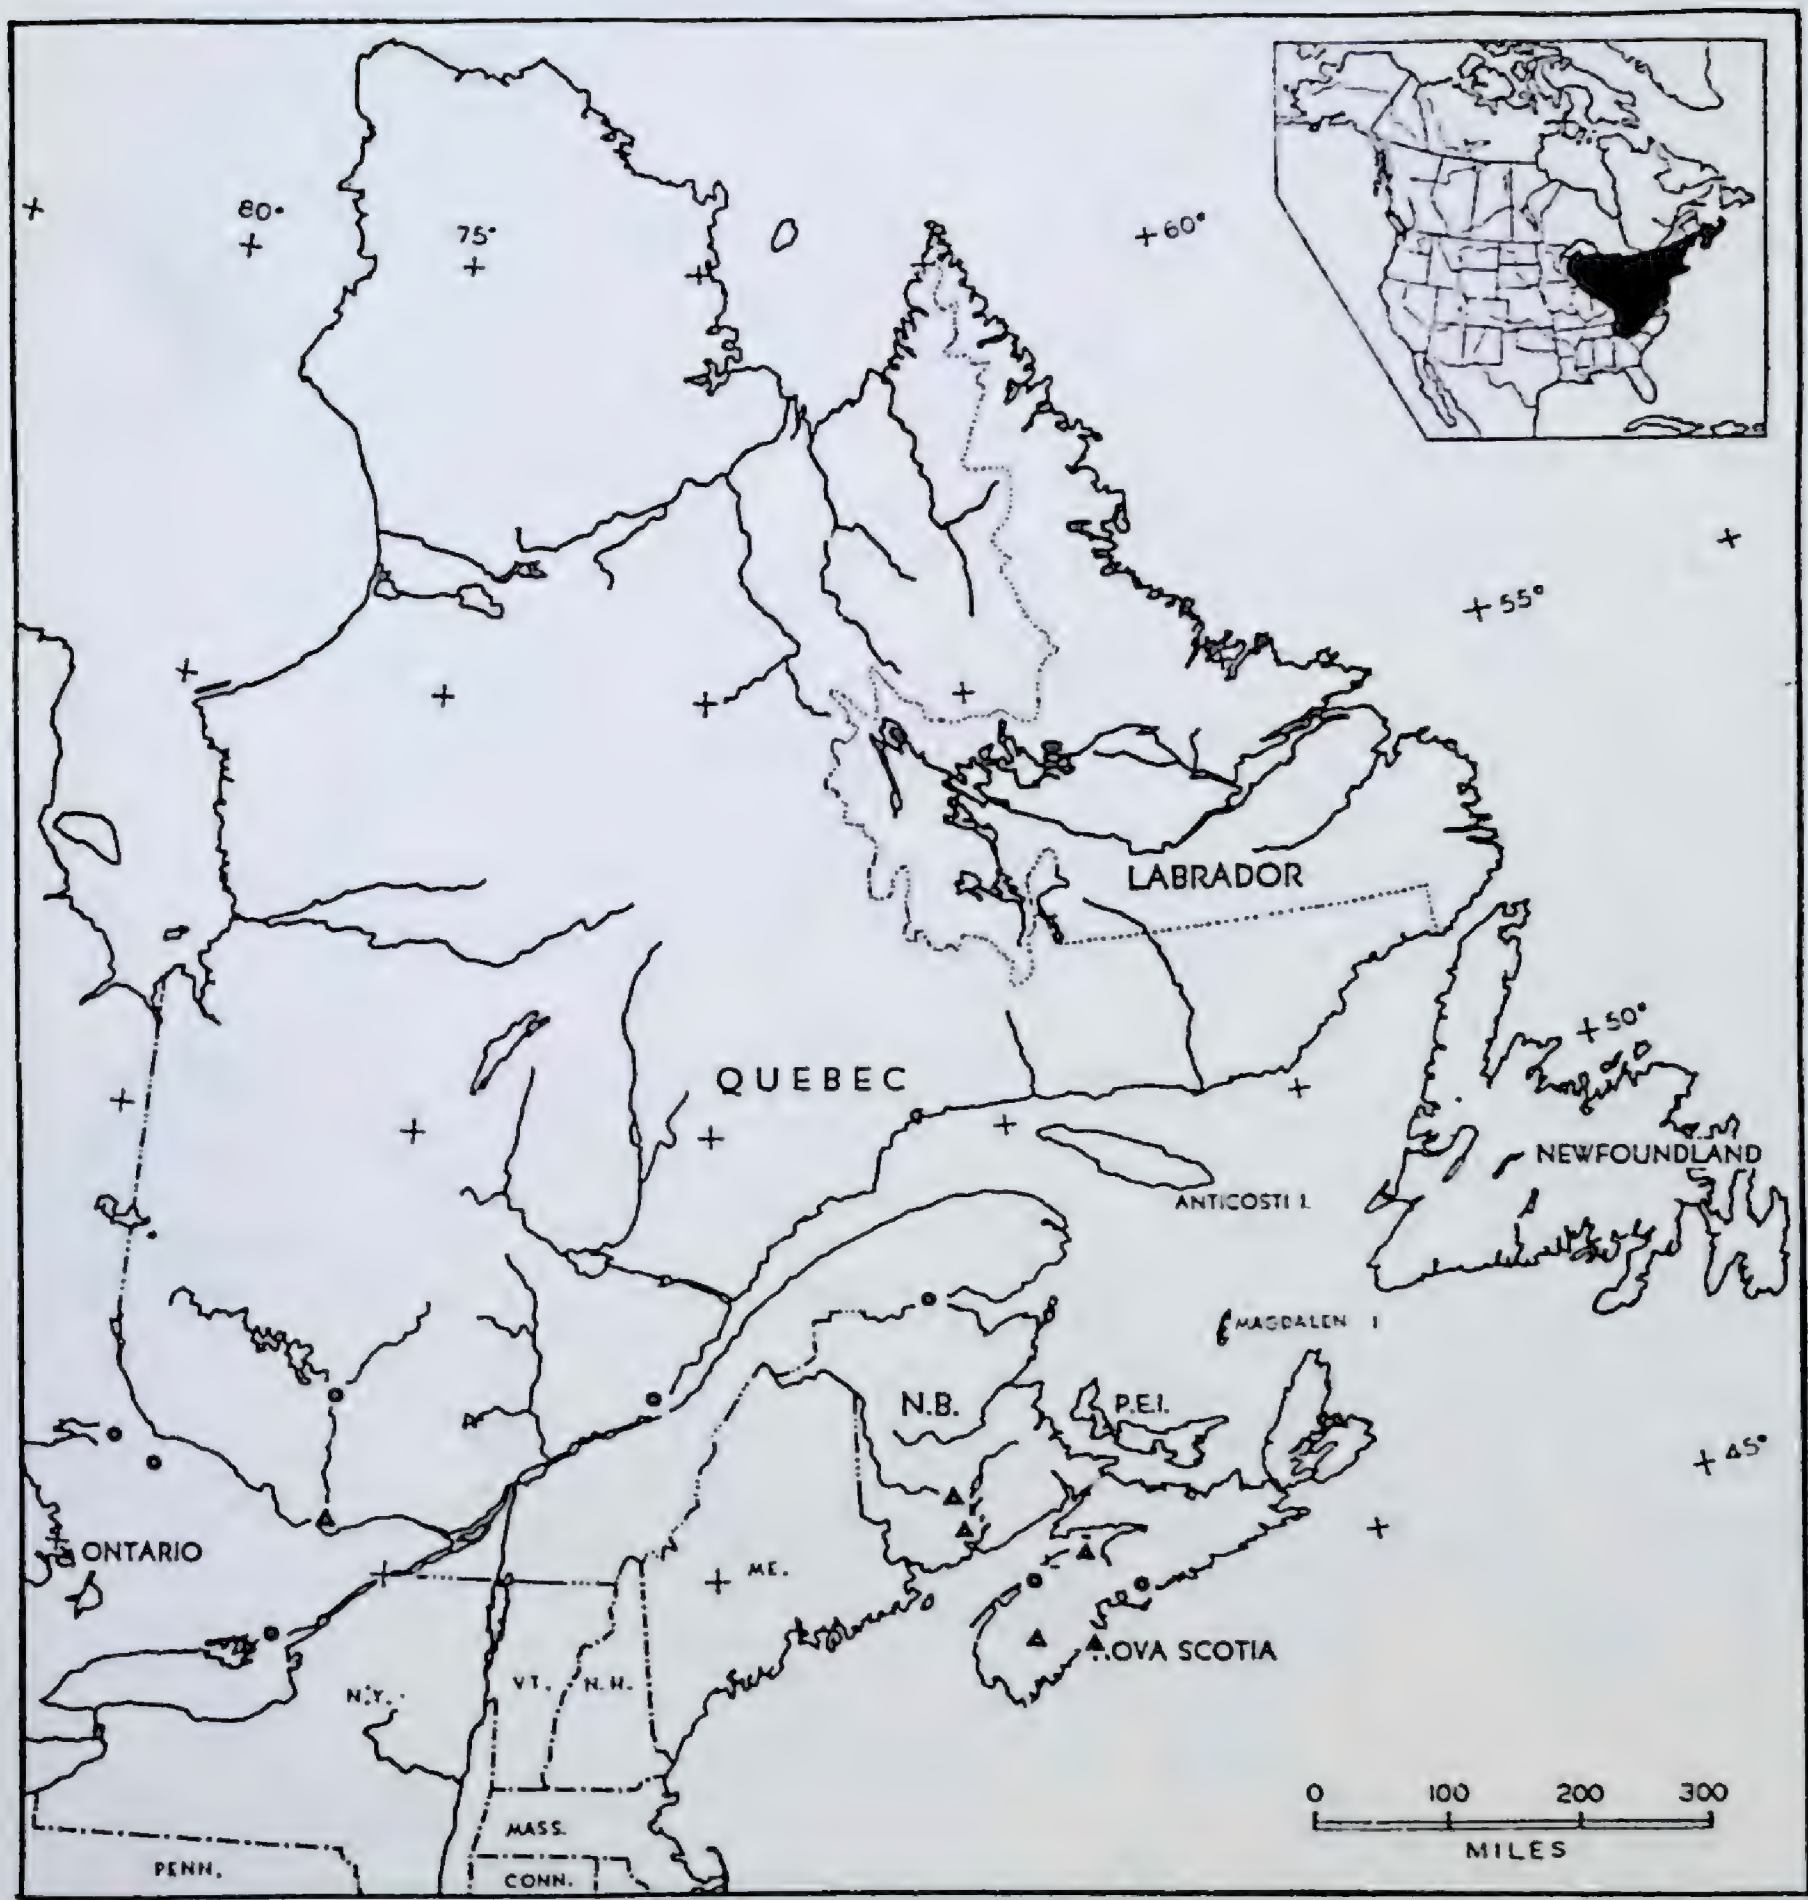 80°
75°
60°
55°
LABRADOR
50°
QUEBEC
NEWFOUNDLAND
ANTICOSTI I.
MAGDALEN I
N.B.
P.E.I.
45°
ONTARIO
ME.
OVA SCOTIA
N.Y.
VT.
N.H.
0 100 200 300
MILES
MASS.
PENN.
CONN.